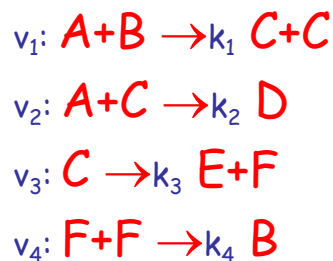 v₁: A+B →k₁ C+C
v₂: A+C →k₂ D
v₃: C →k₃ E+F
v₄: F+F →k₄ B